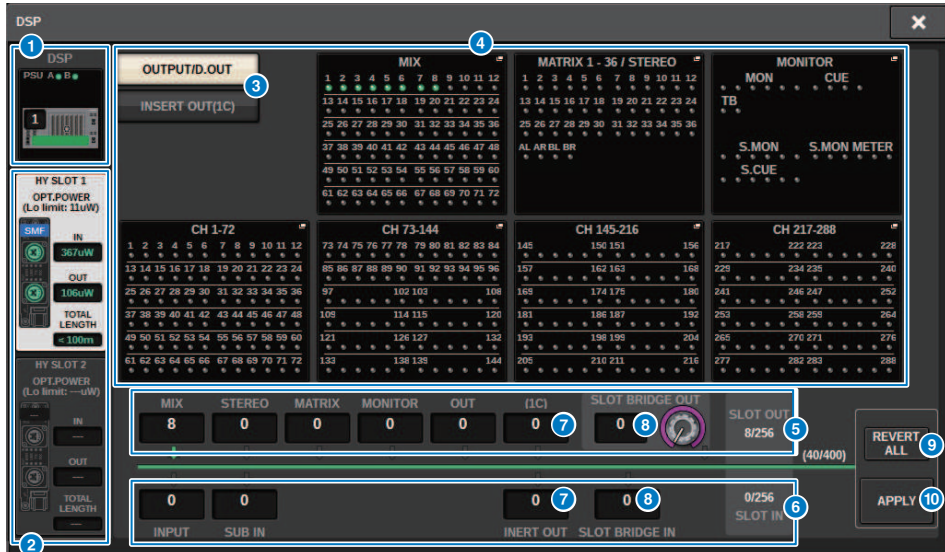 DSP
1
DSP
PSU A B
1
HY SLOT 1
OPT.POWER
(Lo limit: 11uW)
SMF
IN
367uW
OUT
106uW
TOTAL
LENGTH
< 100m
HY SLOT 2
OPT.POWER
(Lo limit: ---uW)
---
IN
---
OUT
---
TOTAL
LENGTH
---
2
OUTPUT/D.OUT
3
INSERT OUT(1C)
4
MIX
1 2 3 4 5 6 7 8 9 10 11 12
13 14 15 16 17 18 19 20 21 22 23 24
25 26 27 28 29 30 31 32 33 34 35 36
37 38 39 40 41 42 43 44 45 46 47 48
49 50 51 52 53 54 55 56 57 58 59 60
61 62 63 64 65 66 67 68 69 70 71 72
MATRIX 1 - 36 / STEREO
1 2 3 4 5 6 7 8 9 10 11 12
13 14 15 16 17 18 19 20 21 22 23 24
25 26 27 28 29 30 31 32 33 34 35 36
AL AR BL BR
MONITOR
MON CUE
TB
S.MON S.MON METER
S.CUE
CH 1-72
1 2 3 4 5 6 7 8 9 10 11 12
13 14 15 16 17 18 19 20 21 22 23 24
25 26 27 28 29 30 31 32 33 34 35 36
37 38 39 40 41 42 43 44 45 46 47 48
49 50 51 52 53 54 55 56 57 58 59 60
61 62 63 64 65 66 67 68 69 70 71 72
CH 73-144
73 74 75 76 77 78 79 80 81 82 83 84
85 86 87 88 89 90 91 92 93 94 95 96
97 102 103 108
109 114 115 120
121 126 127 132
133 138 139 144
CH 145-216
145 150 151 156
157 162 163 168
169 174 175 180
181 186 187 192
193 198 199 204
205 210 211 216
CH 217-288
217 222 223 228
229 234 235 240
241 246 247 252
253 258 259 264
265 270 271 276
277 282 283 288
MIX STEREO MATRIX MONITOR OUT (1C) SLOT BRIDGE OUT
8 0 0 0 0 0 7 0 8
SLOT OUT
8/256
5
(40/400)
0 0 0 7 0 8
INPUT SUB IN INERT OUT SLOT BRIDGE IN
0/256
SLOT IN
6
REVERT
ALL
9
APPLY
10